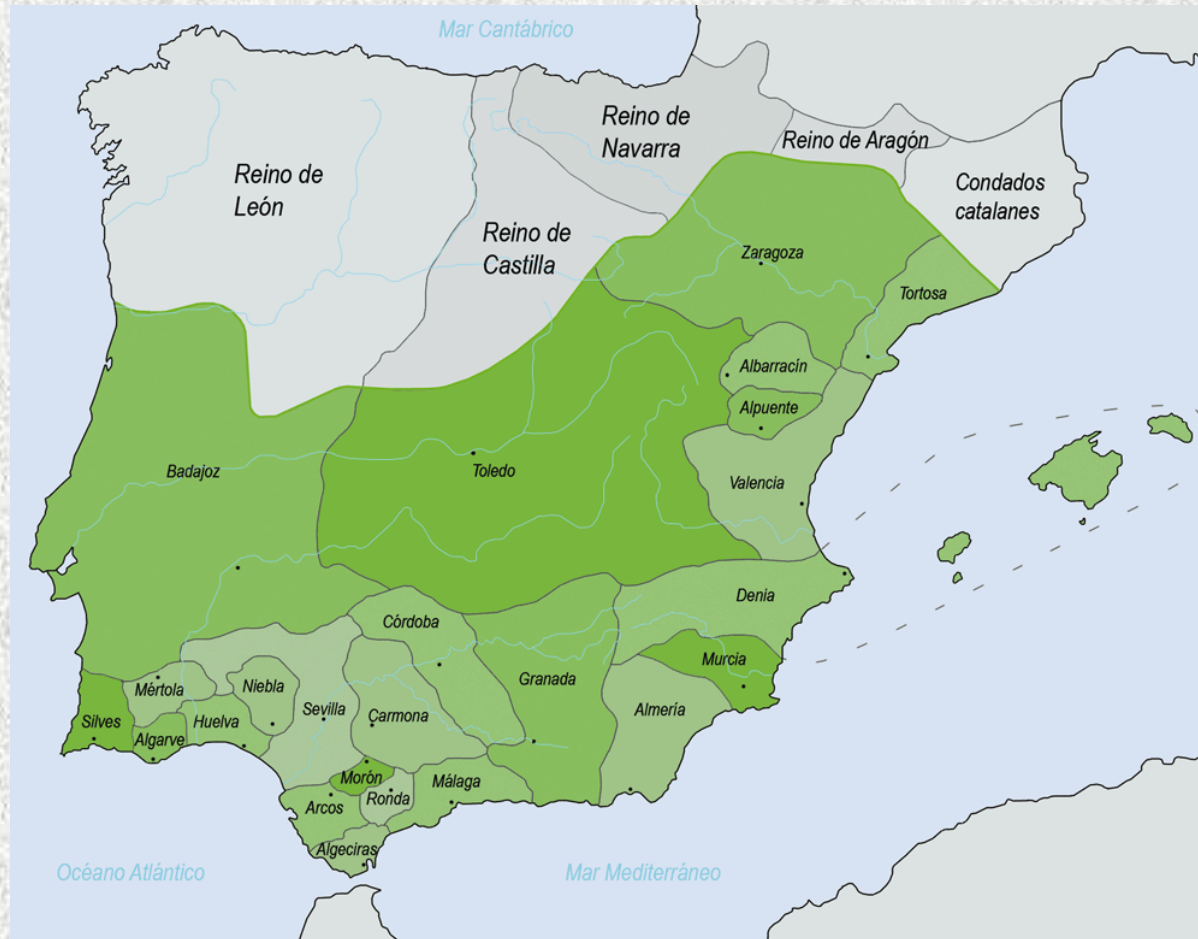 Mar Cantábrico
Reino de
Navarra
Reino de Aragón
Reino de
León
Condados
catalanes
Reino de
Castilla
Zaragoza
Tortosa
Albarracín
Alpuente
Badajoz
Toledo
Valencia
Denia
Córdoba
Murcia
Granada
Mértola
Niebla
Sevilla
Carmona
Almería
Silves
Algarve
Huelva
Morón
Málaga
Arcos
Ronda
Algeciras
Océano Atlántico
Mar Mediterráneo